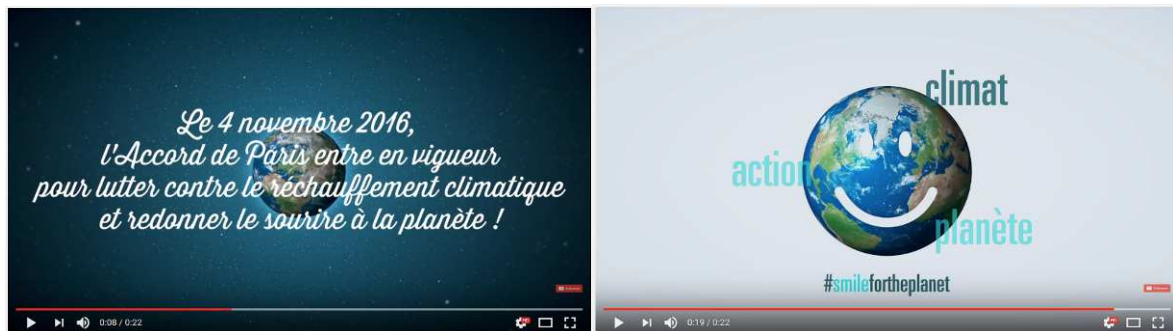 Le 4 novembre 2016,
l'Accord de Paris entre en vigueur
pour lutter contre le réchauffement climatique
et redonner le sourire à la planète !
0:08 / 0:22
climat
action
planète
#smilefortheplanet
0:19 / 0:22